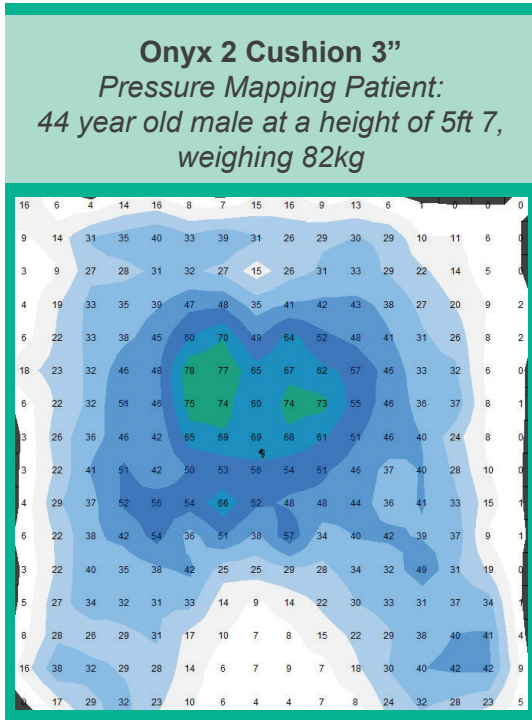 Onyx 2 Cushion 3”
Pressure Mapping Patient:
44 year old male at a height of 5ft 7,
weighing 82kg
16 6 4 14 16 8 7 15 16 9 13 6 1 0 0 0
9 14 31 35 40 33 39 31 26 29 30 29 10 11 6 0
3 9 27 28 31 32 27 15 26 31 33 29 22 14 5 0
4 19 33 35 39 47 48 35 41 42 43 38 27 20 9 2
6 22 33 38 45 60 70 49 64 52 48 41 31 26 8 2
18 23 32 46 48 78 77 65 67 62 57 46 33 32 6 0
6 22 32 51 46 75 74 60 74 73 55 46 36 37 8 1
3 26 36 46 42 65 69 69 68 61 51 46 40 24 8 0
3 22 41 51 42 50 53 56 54 51 46 37 40 28 10 0
4 29 37 52 56 54 66 52 48 48 44 36 41 33 15 1
6 22 38 42 54 36 51 38 57 34 40 42 39 37 9 1
3 22 40 35 38 42 25 25 29 28 34 32 49 31 19 0
5 27 34 32 31 33 14 9 14 22 30 33 31 37 34 1
8 28 26 29 31 17 10 7 8 15 22 29 38 40 41 4
16 38 32 29 28 14 6 7 9 7 18 30 40 42 42 9
0 17 29 32 23 10 6 4 4 7 8 24 32 28 23 5